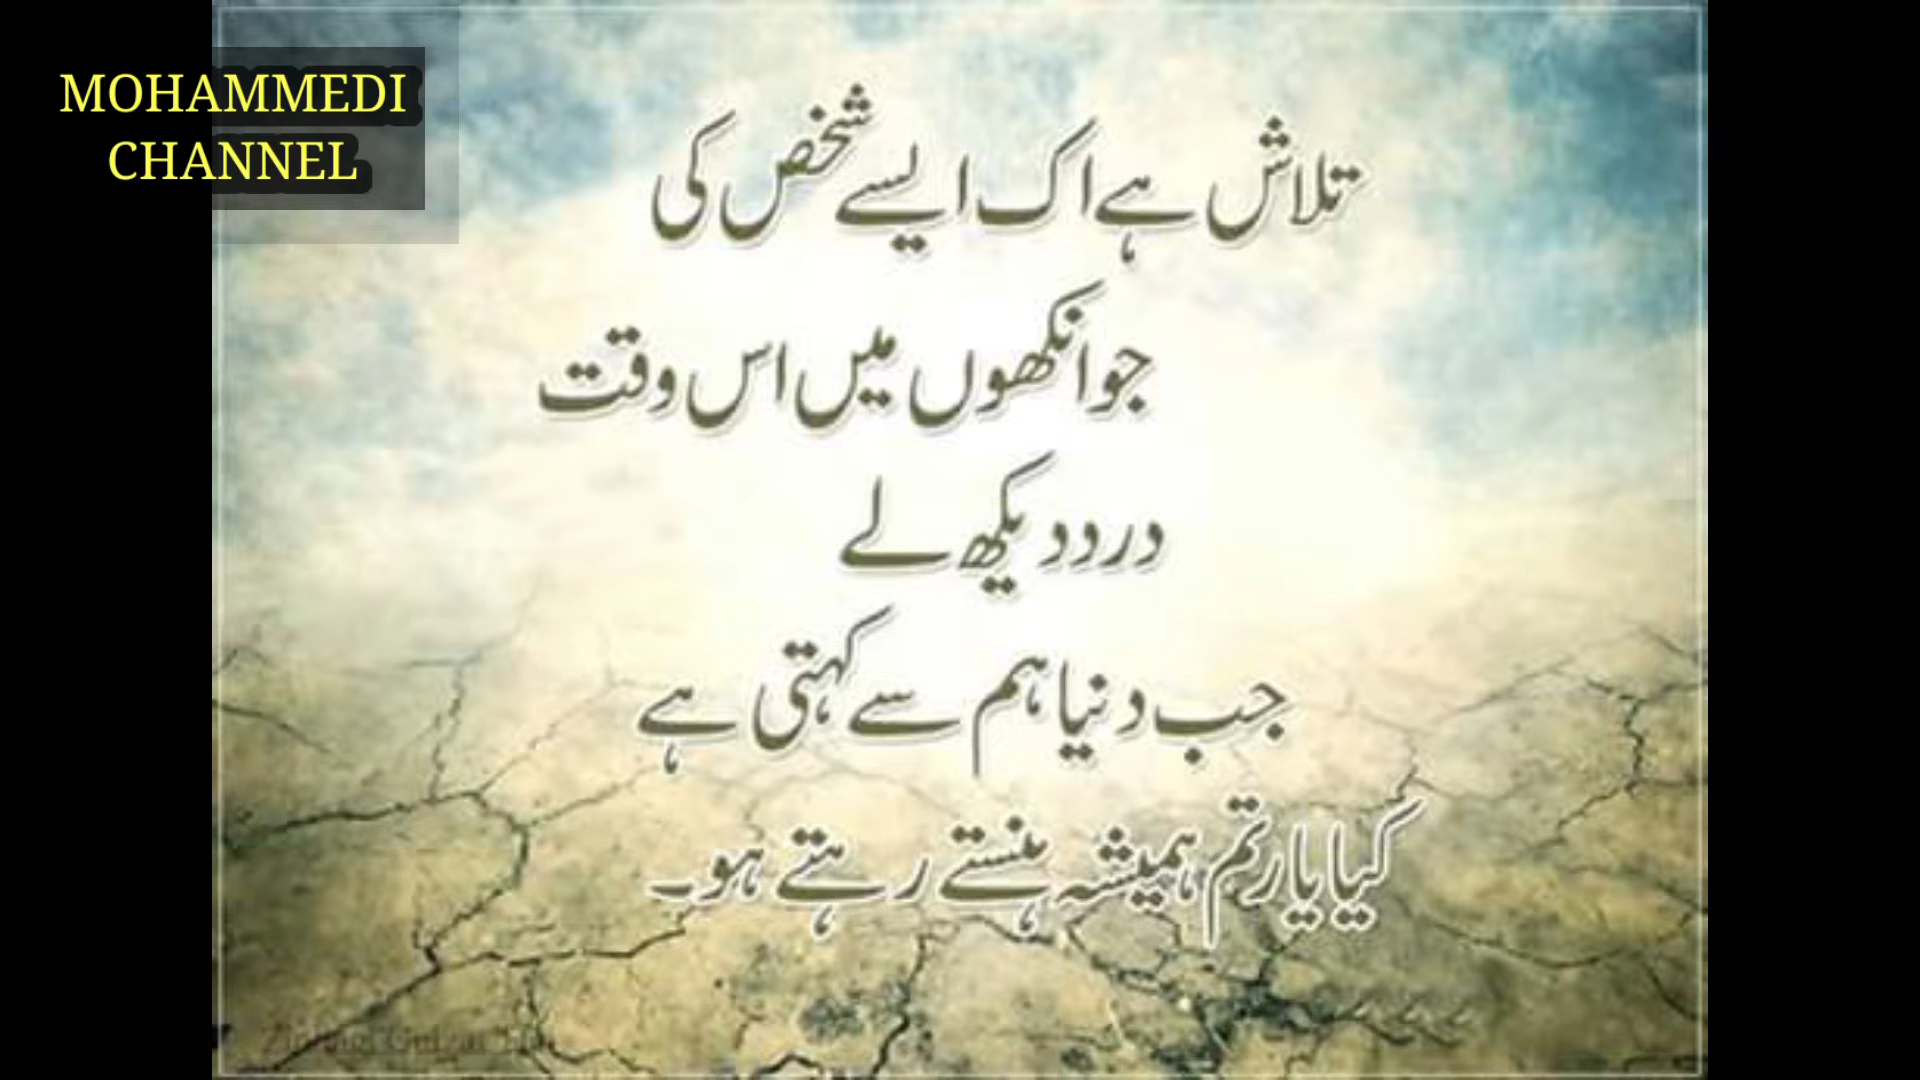 MOHAMMEDI
CHANNEL
تلاش ہے اک ایسے شخص کی
جو انکھوں میں اس وقت
درد دیکھ لے
جب دنیا ہم سے کہتی ہے
کیا یار تم ہمیشہ ہنستے رہتے ہو۔